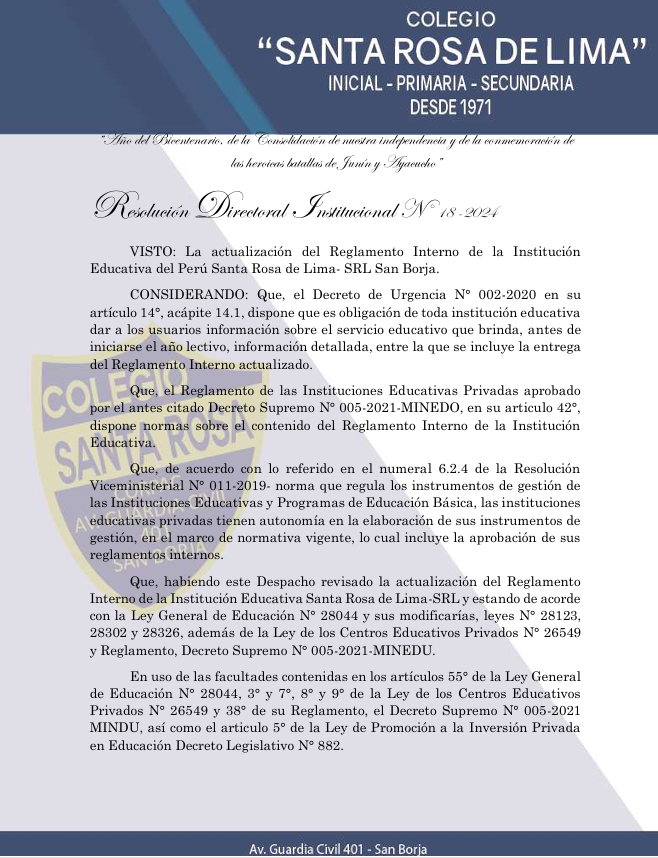 COLEGIO
“SANTA ROSA DE LIMA”
INICIAL - PRIMARIA - SECUNDARIA
DESDE 1971
“Año del Bicentenario, de la Consolidación de nuestra independencia y de la conmemoración de
las heroicas batallas de Junín y Ayacucho”
Resolución Directoral Institucional N° 18 -2024
VISTO: La actualización del Reglamento Interno de la Institución
Educativa del Perú Santa Rosa de Lima- SRL San Borja.
CONSIDERANDO: Que, el Decreto de Urgencia N° 002-2020 en su
artículo 14°, acápite 14.1, dispone que es obligación de toda institución educativa
dar a los usuarios información sobre el servicio educativo que brinda, antes de
iniciarse el año lectivo, información detallada, entre la que se incluye la entrega
del Reglamento Interno actualizado.
Que, el Reglamento de las Instituciones Educativas Privadas aprobado
por el antes citado Decreto Supremo N° 005-2021-MINEDO, en su articulo 42°,
dispone normas sobre el contenido del Reglamento Interno de la Institución
Educativa.
Que, de acuerdo con lo referido en el numeral 6.2.4 de la Resolución
Viceministerial N° 011-2019- norma que regula los instrumentos de gestión de
las Instituciones Educativas y Programas de Educación Básica, las instituciones
educativas privadas tienen autonomía en la elaboración de sus instrumentos de
gestión, en el marco de normativa vigente, lo cual incluye la aprobación de sus
reglamentos internos.
Que, habiendo este Despacho revisado la actualización del Reglamento
Interno de la Institución Educativa Santa Rosa de Lima-SRL y estando de acorde
con la Ley General de Educación N° 28044 y sus modificarías, leyes N° 28123,
28302 y 28326, además de la Ley de los Centros Educativos Privados N° 26549
y Reglamento, Decreto Supremo N° 005-2021-MINEDU.
En uso de las facultades contenidas en los artículos 55° de la Ley General
de Educación N° 28044, 3° y 7°, 8° y 9° de la Ley de los Centros Educativos
Privados N° 26549 y 38° de su Reglamento, el Decreto Supremo N° 005-2021
MINDU, así como el articulo 5° de la Ley de Promoción a la Inversión Privada
en Educación Decreto Legislativo N° 882.
COLEGIO
SANTA ROSA
CORPAC
AV. GUARDIA CIVIL
401
SAN BORJA
Av. Guardia Civil 401 - San Borja